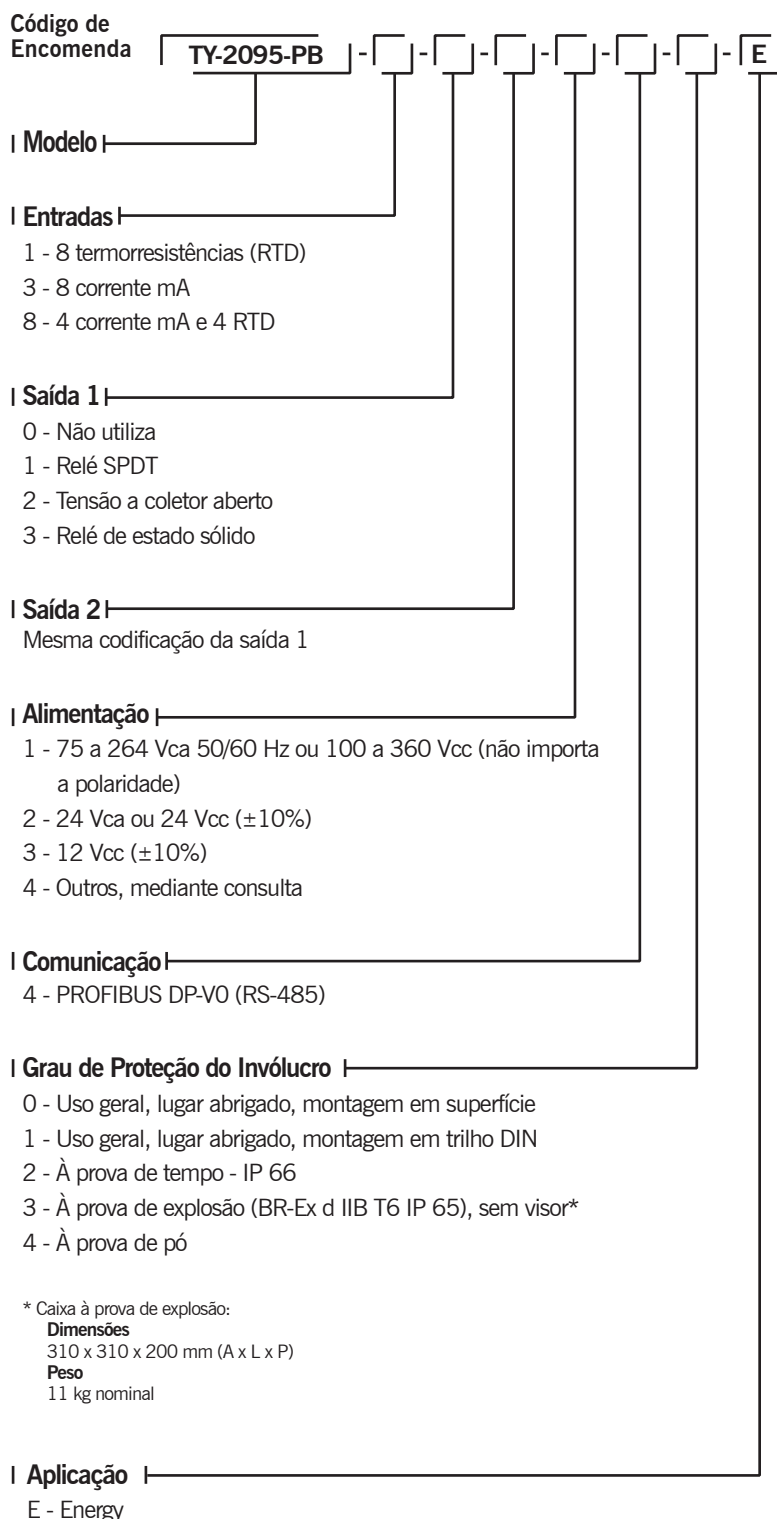 Código de
Encomenda
TY-2095-PB - - - - - - - E
Modelo
Entradas
1 - 8 termorresistências (RTD)
3 - 8 corrente mA
8 - 4 corrente mA e 4 RTD
Saída 1
0 - Não utiliza
1 - Relé SPDT
2 - Tensão a coletor aberto
3 - Relé de estado sólido
Saída 2
Mesma codificação da saída 1
Alimentação
1 - 75 a 264 Vca 50/60 Hz ou 100 a 360 Vcc (não importa
a polaridade)
2 - 24 Vca ou 24 Vcc (±10%)
3 - 12 Vcc (±10%)
4 - Outros, mediante consulta
Comunicação
4 - PROFIBUS DP-V0 (RS-485)
Grau de Proteção do Invólucro
0 - Uso geral, lugar abrigado, montagem em superfície
1 - Uso geral, lugar abrigado, montagem em trilho DIN
2 - À prova de tempo - IP 66
3 - À prova de explosão (BR-Ex d IIB T6 IP 65), sem visor*
4 - À prova de pó
* Caixa à prova de explosão:
Dimensões
310 x 310 x 200 mm (A x L x P)
Peso
11 kg nominal
Aplicação
E - Energy